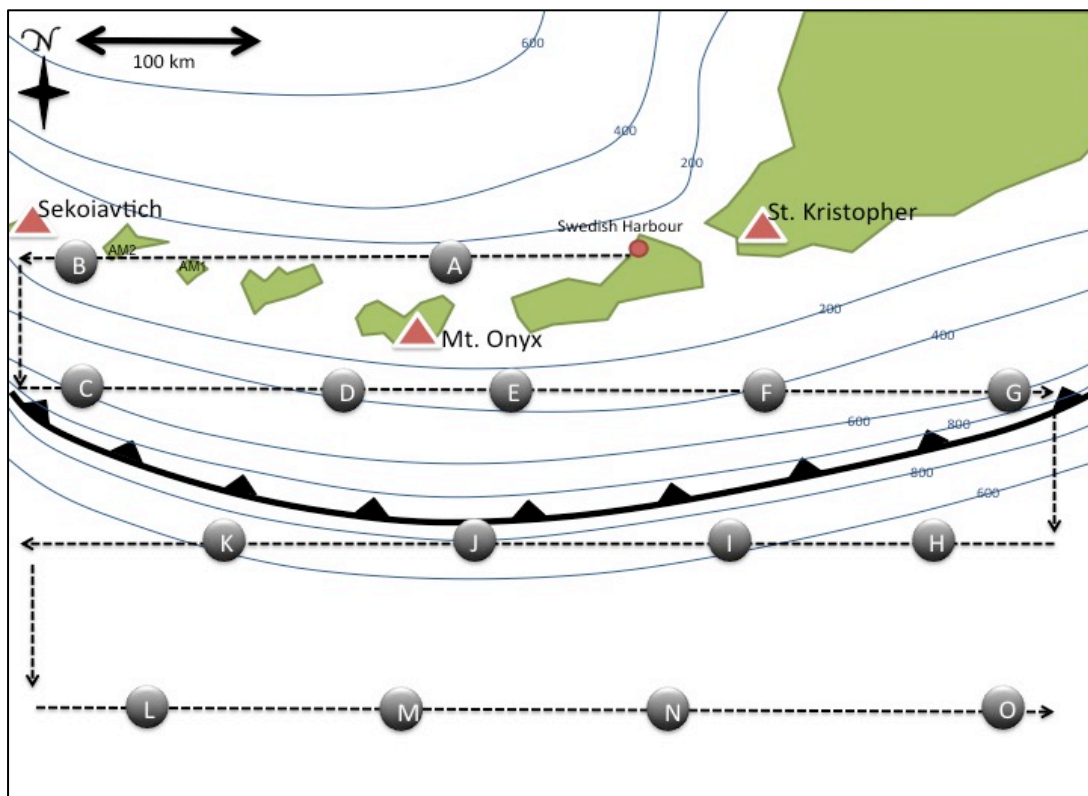 N
100 km
600
400
200
Sekoiavtich
St. Kristopher
Swedish Harbour
AM2
AM1
B
A
Mt. Onyx
200
400
C
D
E
F
G
600
800
800
600
K
J
I
H
L
M
N
O